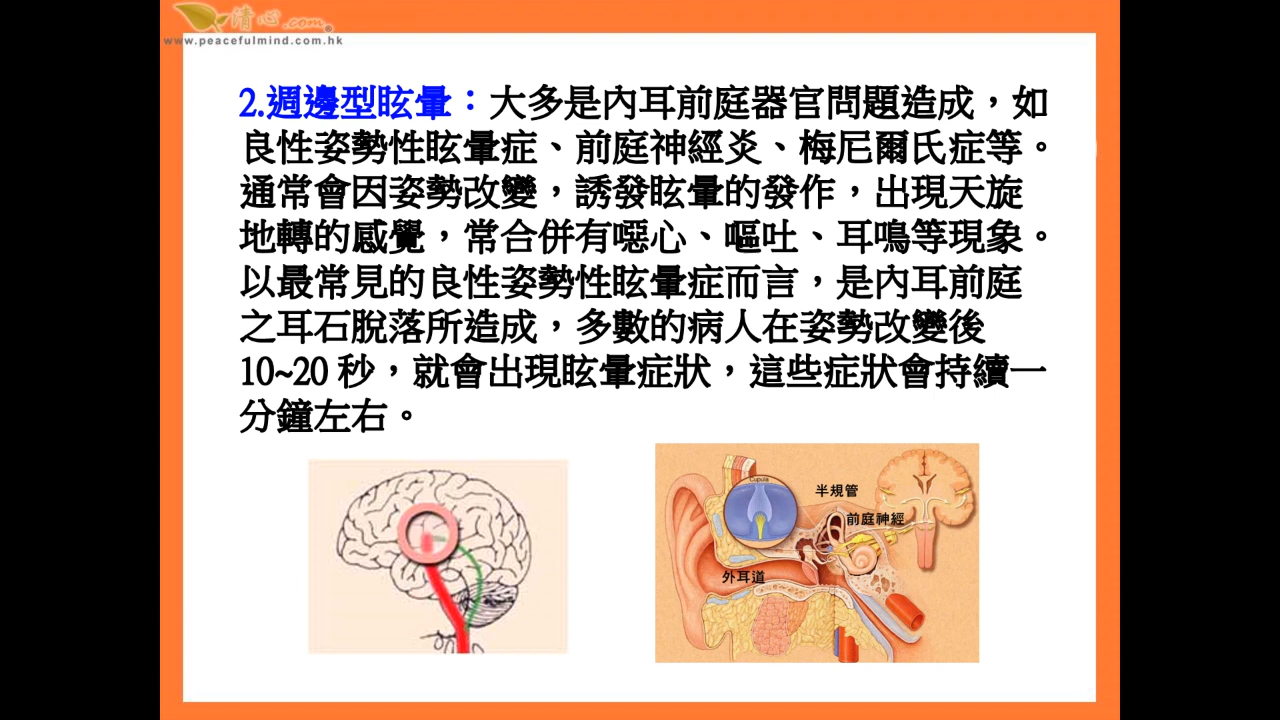 清心.com®
www.peacefulmind.com.hk
2.週邊型眩暈：大多是內耳前庭器官問題造成，如
良性姿勢性眩暈症、前庭神經炎、梅尼爾氏症等。
通常會因姿勢改變，誘發眩暈的發作，出現天旋
地轉的感覺，常合併有噁心、嘔吐、耳鳴等現象。
以最常見的良性姿勢性眩暈症而言，是內耳前庭
之耳石脫落所造成，多數的病人在姿勢改變後
10~20 秒，就會出現眩暈症狀，這些症狀會持續一
分鐘左右。
Cupula
半規管
前庭神經
外耳道